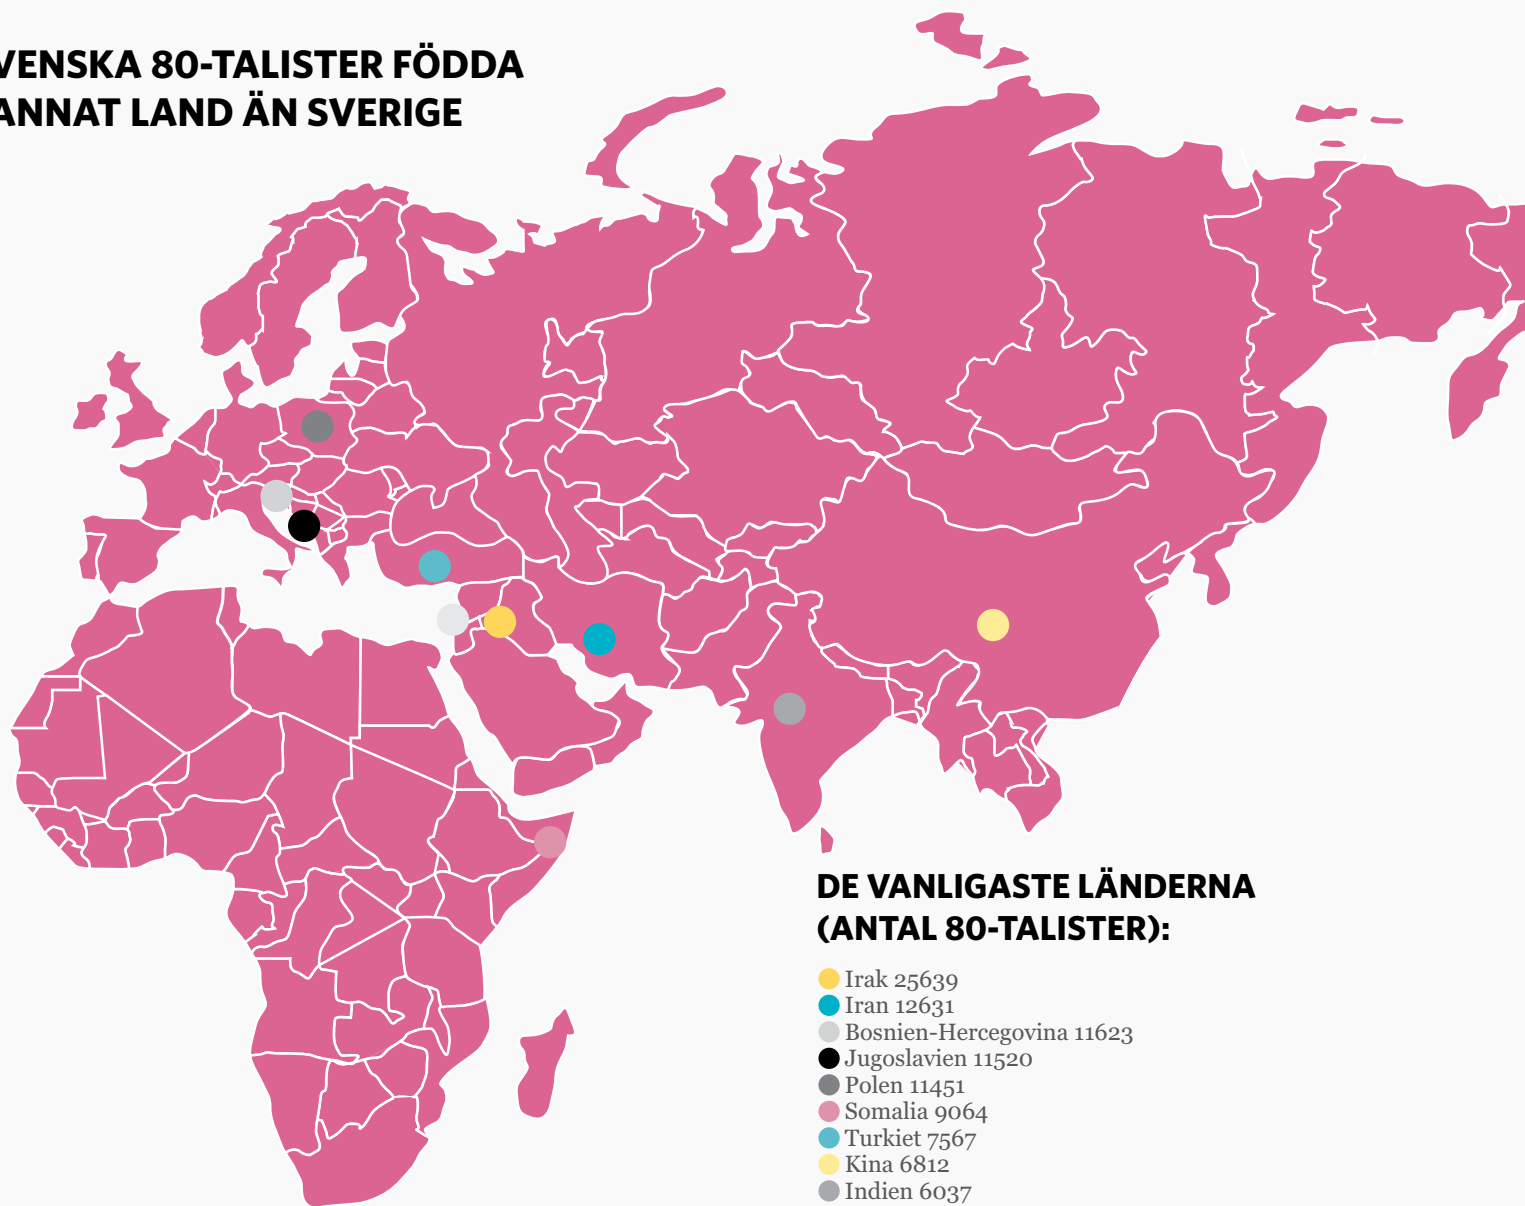 VENSKA 80-TALISTER FÖDDA
ANNAT LAND ÄN SVERIGE
DE VANLIGASTE LÄNDERNA
(ANTAL 80-TALISTER):
Irak 25639
Iran 12631
Bosnien-Hercegovina 11623
Jugoslavien 11520
Polen 11451
Somalia 9064
Turkiet 7567
Kina 6812
Indien 6037